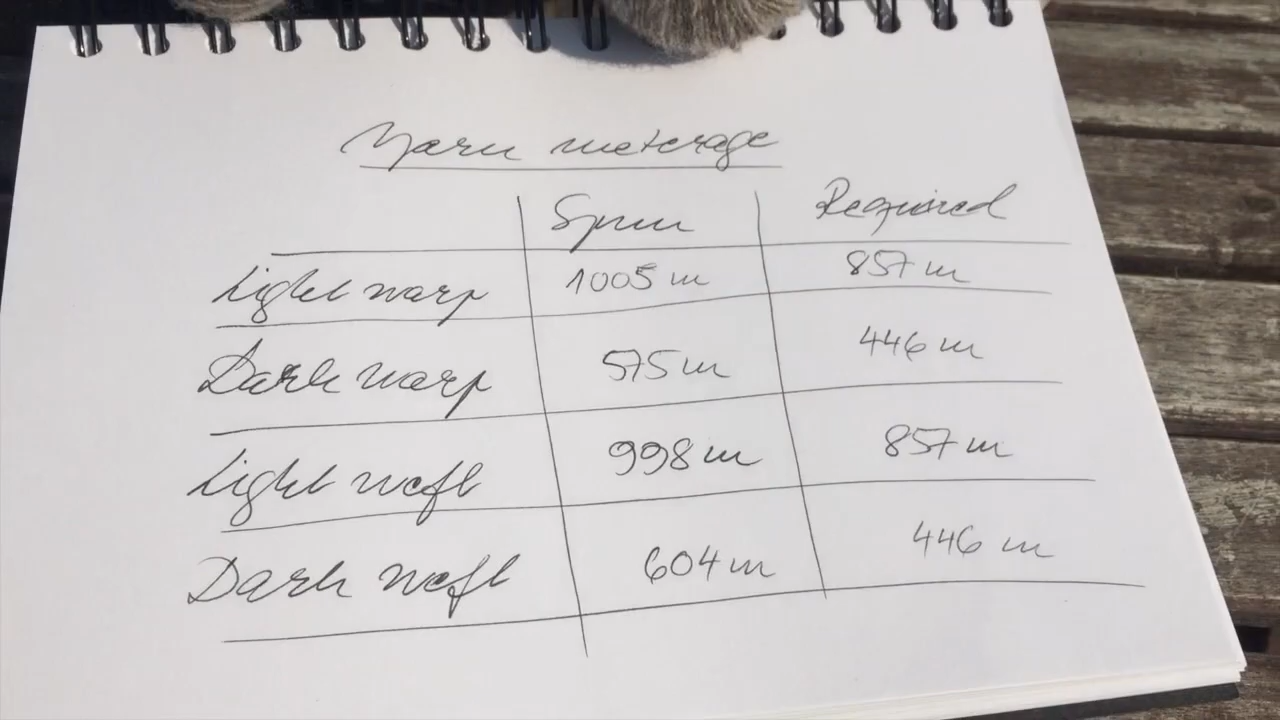 Yarn meterage
Spun Required
Light warp 1005 m 857 m
Dark warp 575 m 446 m
Light weft 998 m 857 m
Dark weft 604 m 446 m